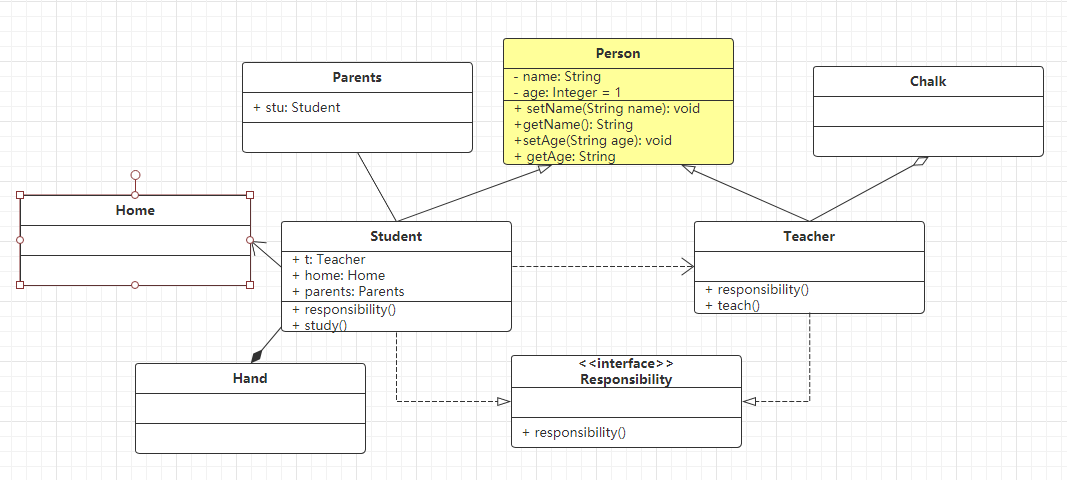 Person
- name: String
- age: Integer = 1
+ setName(String name): void
+getName(): String
+setAge(String age): void
+ getAge: String
Parents
+ stu: Student
Chalk
Home
Student
+ t: Teacher
+ home: Home
+ parents: Parents
+ responsibility()
+ study()
Teacher
+ responsibility()
+ teach()
Hand
<<interface>>
Responsibility
+ responsibility()